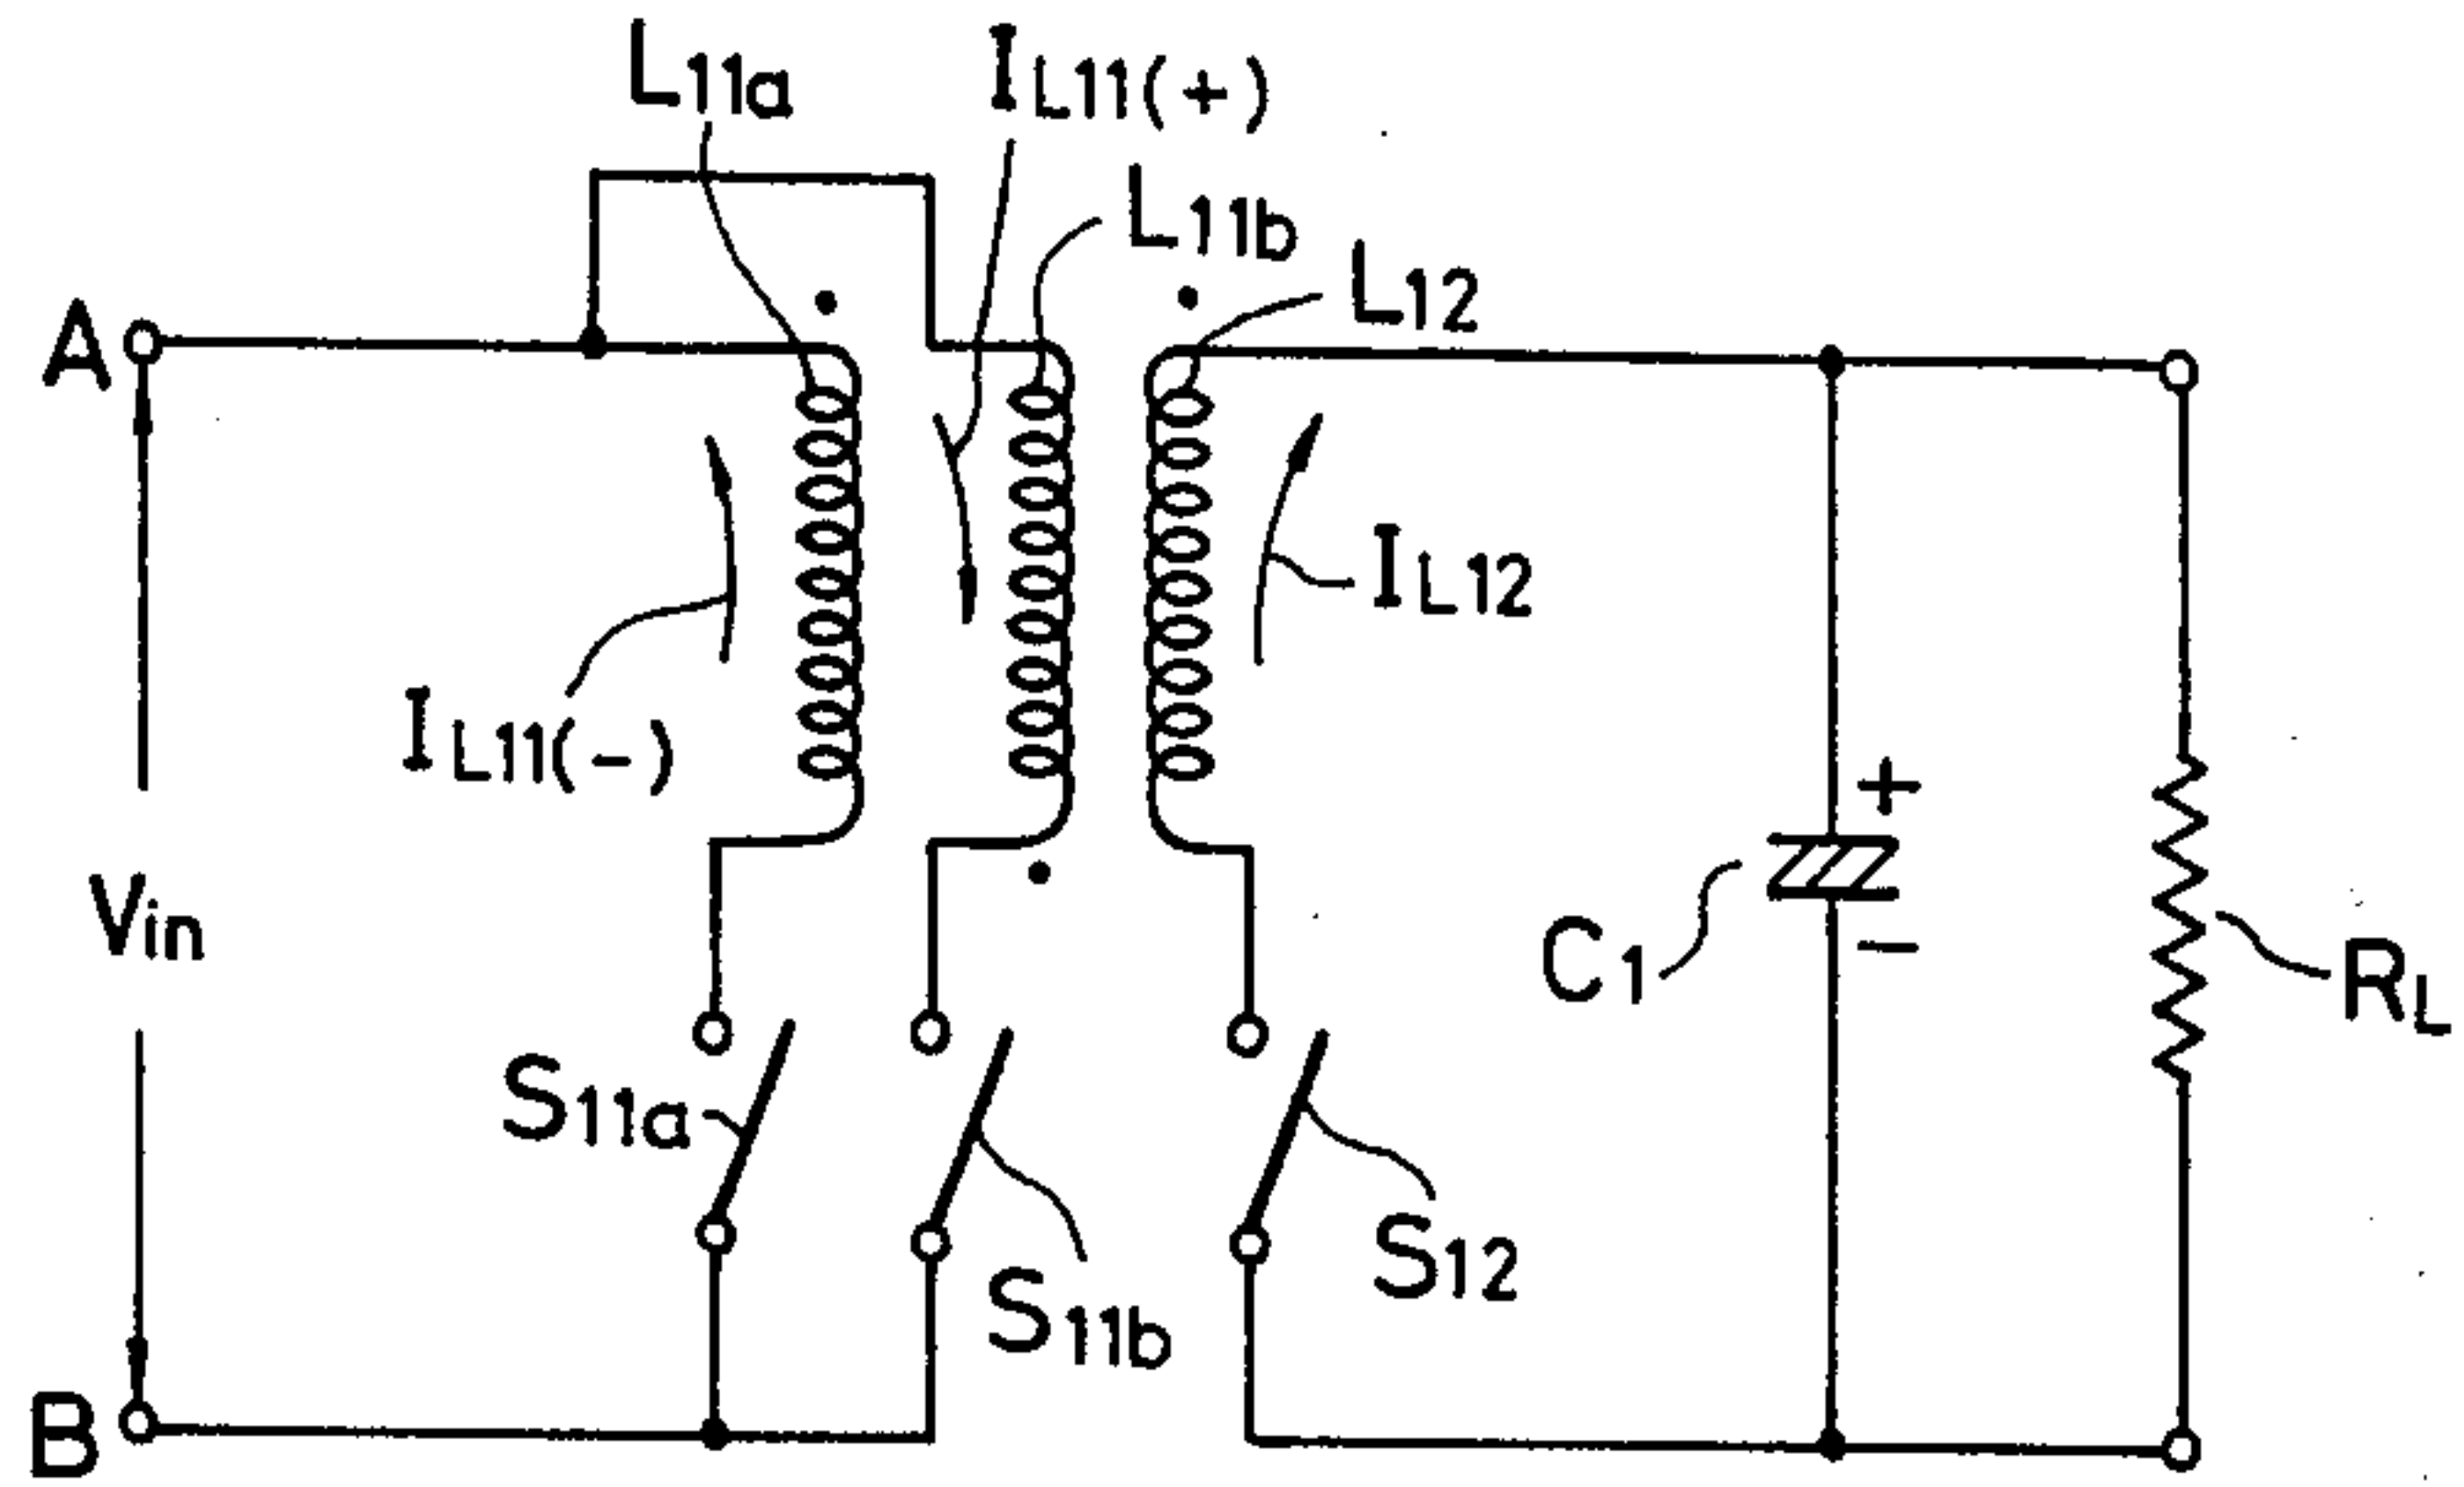 L11a
IL11(+)
L11b
L12
A
IL12
IL11(-)
+
Vin
C1
−
RL
S11a
S12
S11b
B